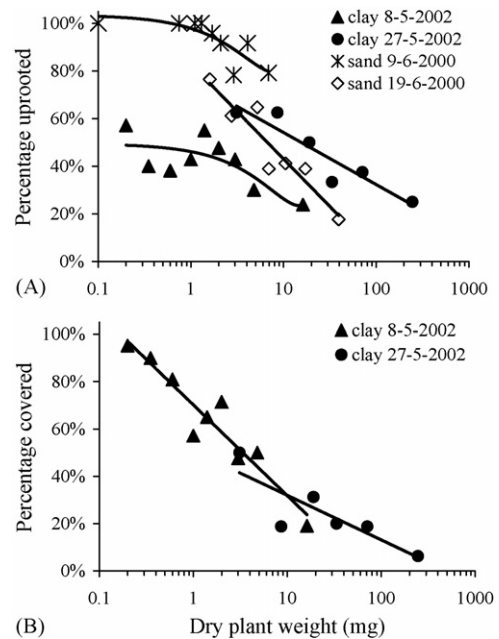 100%
80%
60%
40%
20%
0%
Percentage uprooted
clay 8-5-2002
clay 27-5-2002
sand 9-6-2000
sand 19-6-2000
(A)
0.1 1 10 100 1000
100%
80%
60%
40%
20%
0%
Percentage covered
clay 8-5-2002
clay 27-5-2002
0.1 1 10 100 1000
(B) Dry plant weight (mg)